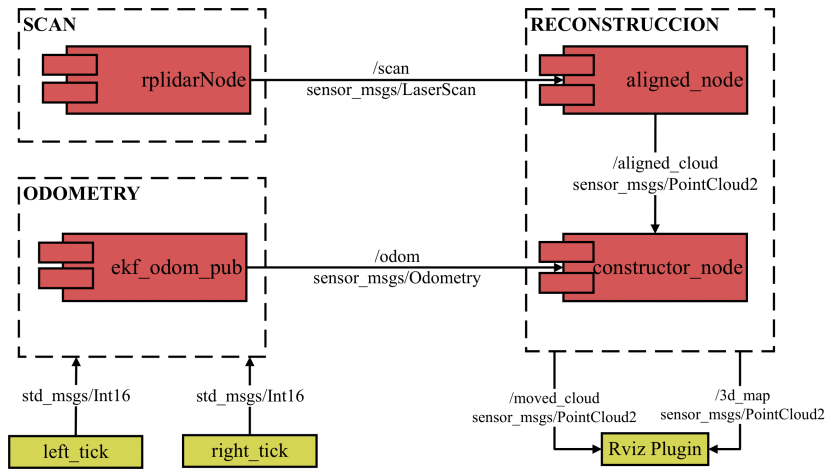 SCAN
rplidarNode
/scan
sensor_msgs/LaserScan
RECONSTRUCCION
aligned_node
/aligned_cloud
sensor_msgs/PointCloud2
ODOMETRY
ekf_odom_pub
/odom
sensor_msgs/Odometry
constructor_node
std_msgs/Int16
std_msgs/Int16
/moved_cloud
sensor_msgs/PointCloud2
/3d_map
sensor_msgs/PointCloud2
left_tick
right_tick
Rviz Plugin